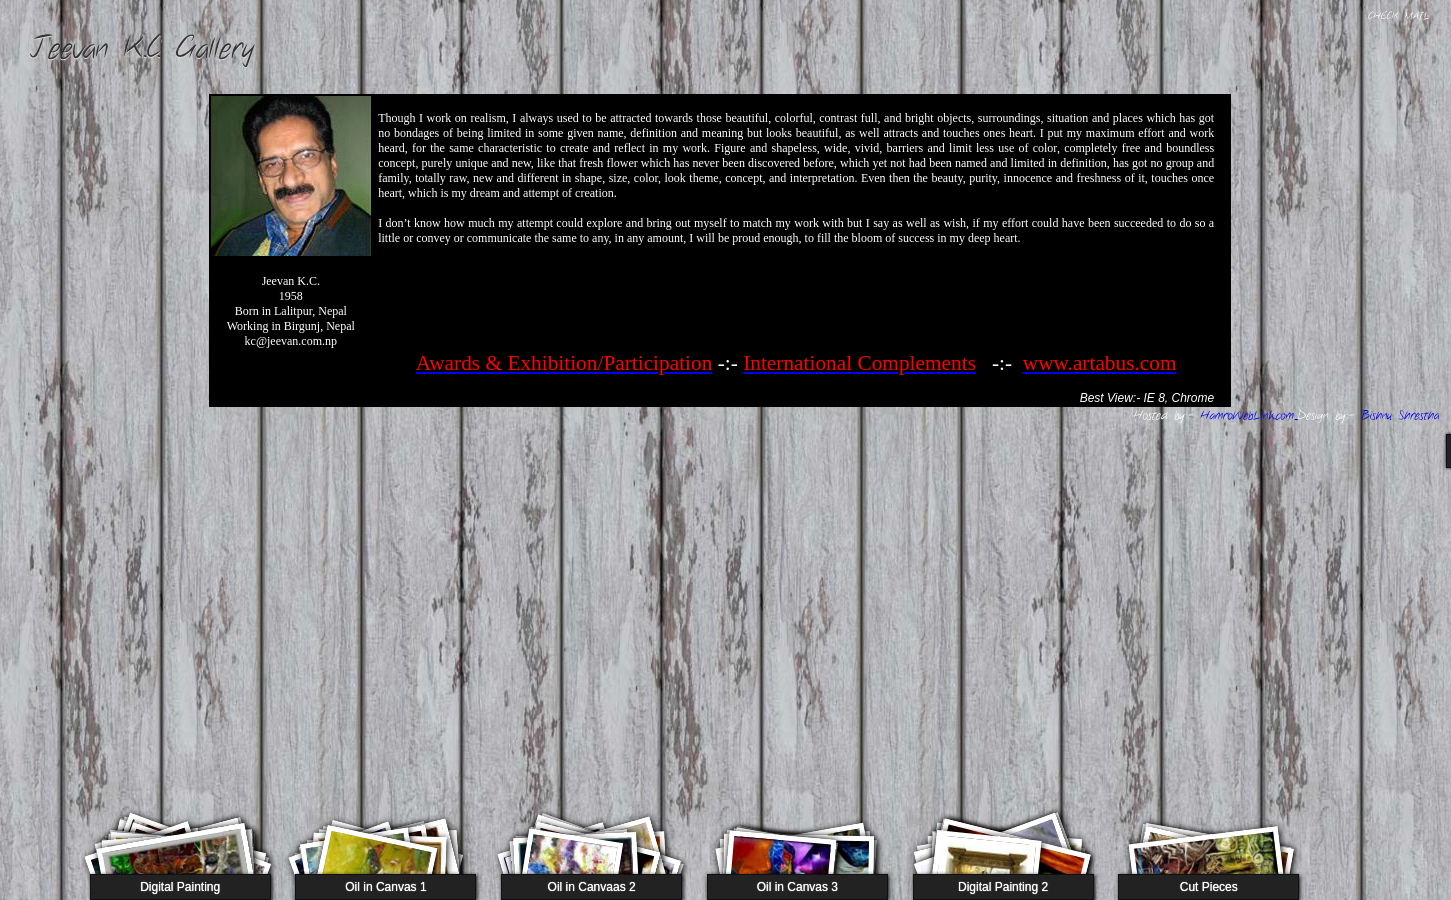 CHECK MAIL
Jeevan K.C. Gallery
Though I work on realism, I always used to be attracted towards those beautiful, colorful, contrast full, and bright objects, surroundings, situation and places which has got
no bondages of being limited in some given name, definition and meaning but looks beautiful, as well attracts and touches ones heart. I put my maximum effort and work
heard, for the same characteristic to create and reflect in my work. Figure and shapeless, wide, vivid, barriers and limit less use of color, completely free and boundless
concept, purely unique and new, like that fresh flower which has never been discovered before, which yet not had been named and limited in definition, has got no group and
family, totally raw, new and different in shape, size, color, look theme, concept, and interpretation. Even then the beauty, purity, innocence and freshness of it, touches once
heart, which is my dream and attempt of creation.
I don’t know how much my attempt could explore and bring out myself to match my work with but I say as well as wish, if my effort could have been succeeded to do so a
little or convey or communicate the same to any, in any amount, I will be proud enough, to fill the bloom of success in my deep heart.
Jeevan K.C.
1958
Born in Lalitpur, Nepal
Working in Birgunj, Nepal
kc@jeevan.com.np
Awards & Exhibition/Participation -:- International Complements -:- www.artabus.com
Best View:- IE 8, Chrome
Hosted by:- HamroWebLink.com Design by:- Bishnu Shrestha
Digital Painting
Oil in Canvas 1
Oil in Canvaas 2
Oil in Canvas 3
Digital Painting 2
Cut Pieces